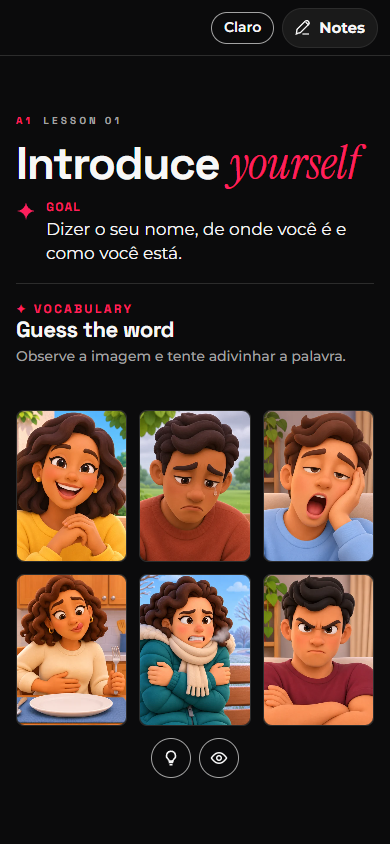 Claro
Notes
A1 LESSON 01
Introduce yourself
GOAL
Dizer o seu nome, de onde você é e
como você está.
VOCABULARY
Guess the word
Observe a imagem e tente adivinhar a palavra.